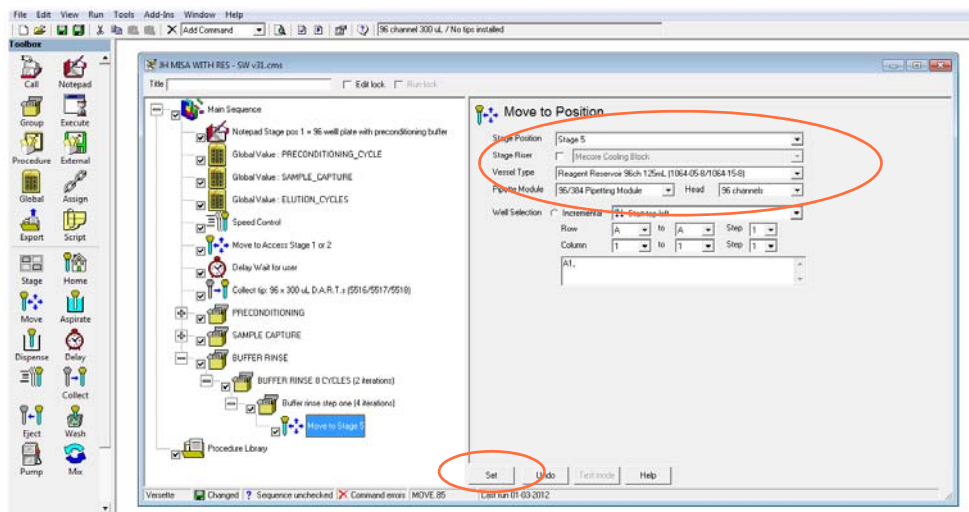 File Edit View Run Tools Add-Ins Window Help
Add Command 96 channel 300 uL / No tips installed
Toolbox
Call Notepad
Group Execute
Procedure External
Global Assign
Export Script
Stage Home
Move Aspirate
Dispense Delay
Collect
Eject Wash
Pump Mix
JH MISA WITH RES - SW v31.cms
Title Edit lock Run lock
Main Sequence
Notepad Stage pos 1 = 96 well plate with preconditioning buffer
Global Value : PRECONDITIONING_CYCLE
Global Value : SAMPLE_CAPTURE
Global Value : ELUTION_CYCLES
Speed Control
Move to Access Stage 1 or 2
Delay Wait for user
Collect tip: 96 x 300 uL D.A.R.T.s (5516/5517/5518)
PRECONDITIONING
SAMPLE CAPTURE
BUFFER RINSE
BUFFER RINSE 8 CYCLES (2 iterations)
Buffer rinse step one (4 iterations)
Move to Stage 5
Procedure Library
Move to Position
Stage Position Stage 5
Stage Riser Mecore Cooling Block
Vessel Type Reagent Reservoir 96ch 125mL (1064-05-8/1064-15-8)
Pipette Module 96/384 Pipetting Module Head 96 channels
Well Selection Incremental Start top left
Row A to A Step 1
Column 1 to 1 Step 1
A1,
Set Undo Test mode Help
Versette Changed ? Sequence unchecked Command errors MOVE.85 Last run 01-03-2012